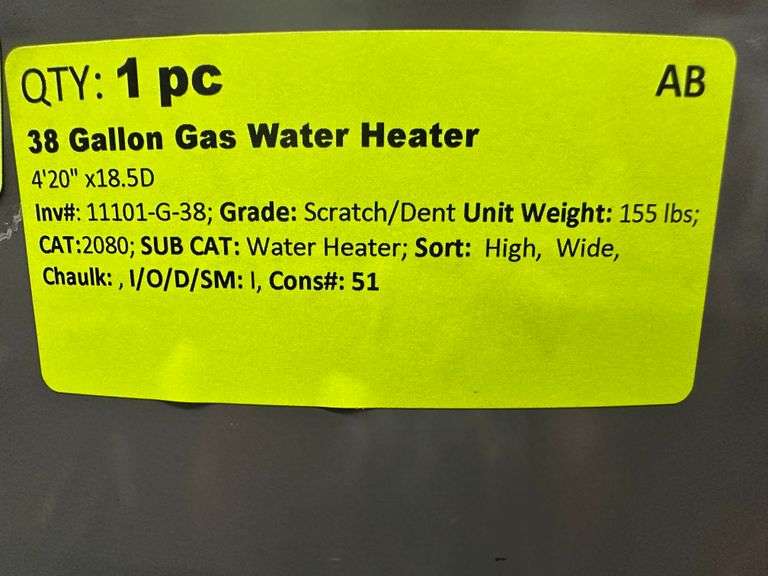 QTY: 1 pc AB
38 Gallon Gas Water Heater
4'20" x18.5D
Inv#: 11101-G-38; Grade: Scratch/Dent Unit Weight: 155 lbs;
CAT:2080; SUB CAT: Water Heater; Sort: High, Wide,
Chaulk: , I/O/D/SM: I, Cons#: 51